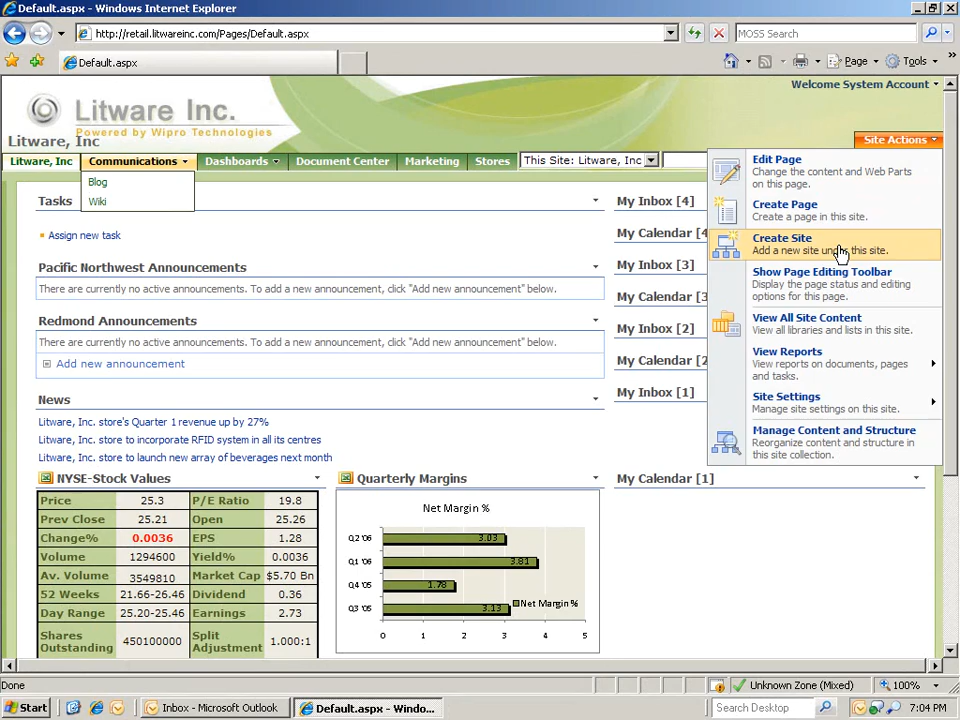 Default.aspx - Windows Internet Explorer
http://retail.litwareinc.com/Pages/Default.aspx
MOSS Search
Default.aspx
Page
Tools
Welcome System Account
Litware Inc.
Powered by Wipro Technologies
Litware, Inc
Site Actions
Litware, Inc
Communications
Dashboards
Document Center
Marketing
Stores
This Site: Litware, Inc
Blog
Wiki
Edit Page
Change the content and Web Parts
on this page.
Create Page
Create a page in this site.
Create Site
Add a new site under this site.
Show Page Editing Toolbar
Display the page status and editing
options for this page.
View All Site Content
View all libraries and lists in this site.
View Reports
View reports on documents, pages
and tasks.
Site Settings
Manage site settings on this site.
Manage Content and Structure
Reorganize content and structure in
this site collection.
Tasks
Assign new task
Pacific Northwest Announcements
There are currently no active announcements. To add a new announcement, click "Add new announcement" below.
Redmond Announcements
There are currently no active announcements. To add a new announcement, click "Add new announcement" below.
Add new announcement
News
Litware, Inc. store's Quarter 1 revenue up by 27%
Litware, Inc. store to incorporate RFID system in all its centres
Litware, Inc. store to launch new array of beverages next month
My Inbox [4]
My Calendar [4
My Inbox [3]
My Calendar [3
My Inbox [2]
My Calendar [2
My Inbox [1]
My Calendar [1]
NYSE-Stock Values
Price 25.3 P/E Ratio 19.8
Prev Close 25.21 Open 25.26
Change% 0.0036 EPS 1.28
Volume 1294600 Yield% 0.0036
Av. Volume 3549810 Market Cap $5.70 Bn
52 Weeks 21.66-26.46 Dividend 0.36
Day Range 25.20-25.46 Earnings 2.73
Shares Outstanding 450100000 Split Adjustment 1.000:1
Quarterly Margins
Net Margin %
Q2 '06 3.03
Q1 '06 3.81
Q4 '05 1.78
Q3 '05 3.13
Net Margin %
0 1 2 3 4 5
Done
Unknown Zone (Mixed)
100%
Start
Inbox - Microsoft Outlook
Default.aspx - Windo...
Search Desktop
7:04 PM